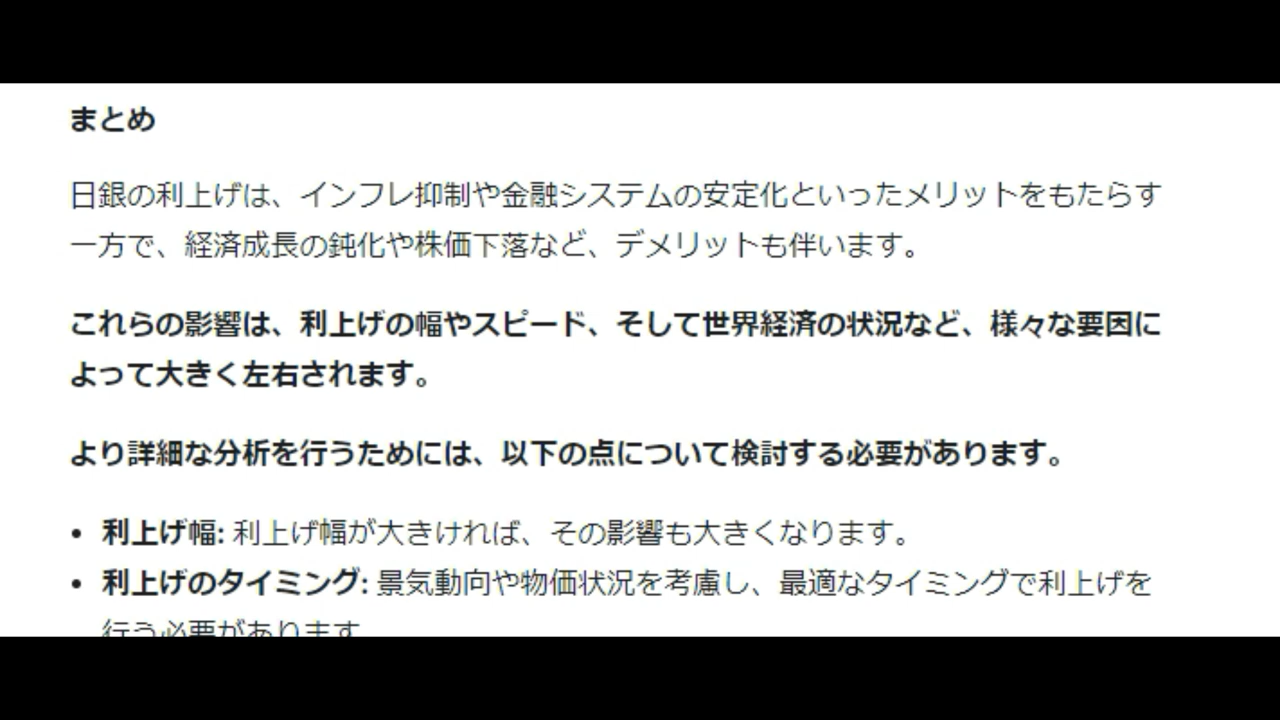 まとめ
日銀の利上げは、インフレ抑制や金融システムの安定化といったメリットをもたらす
一方で、経済成長の鈍化や株価下落など、デメリットも伴います。
これらの影響は、利上げの幅やスピード、そして世界経済の状況など、様々な要因に
よって大きく左右されます。
より詳細な分析を行うためには、以下の点について検討する必要があります。
• 利上げ幅: 利上げ幅が大きければ、その影響も大きくなります。
• 利上げのタイミング: 景気動向や物価状況を考慮し、最適なタイミングで利上げを
行う必要があります